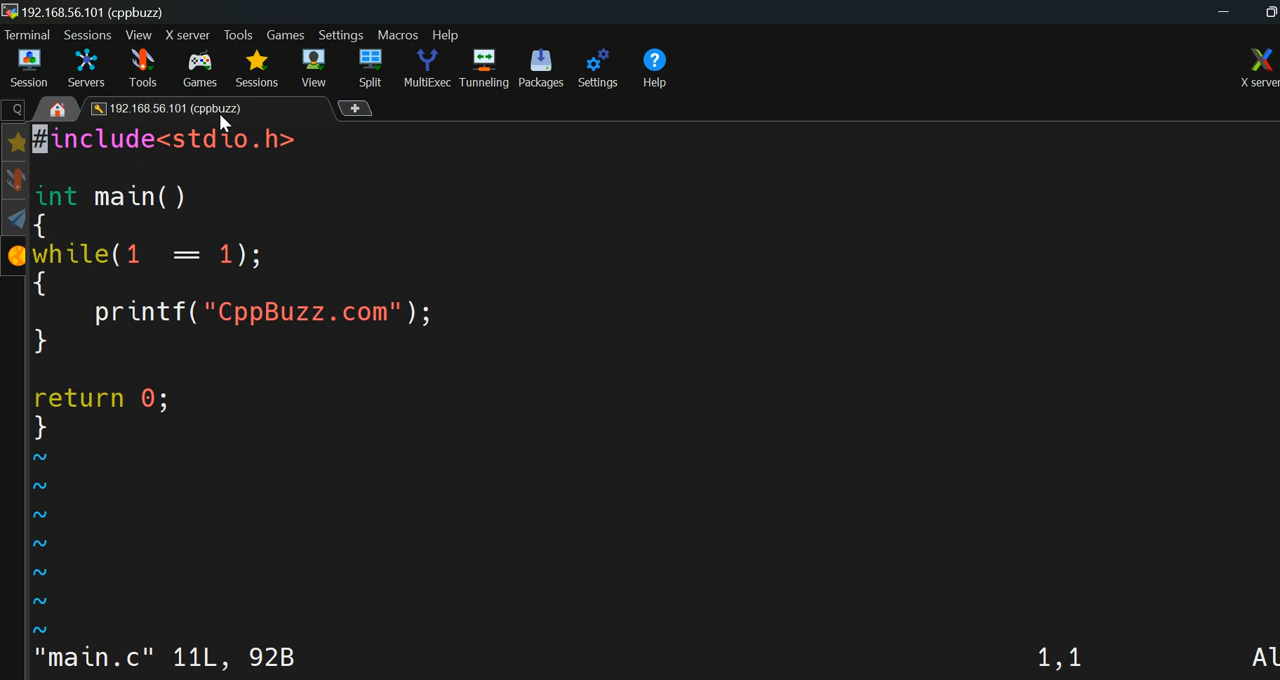 192.168.56.101 (cppbuzz)
Terminal Sessions View X server Tools Games Settings Macros Help
Session Servers Tools Games Sessions View Split MultiExec Tunneling Packages Settings Help X server
192.168.56.101 (cppbuzz)
#include<stdio.h>
int main()
{
while(1 == 1);
{
printf("CppBuzz.com");
}
return 0;
}
~
~
~
~
~
~
~
"main.c" 11L, 92B 1,1 Al